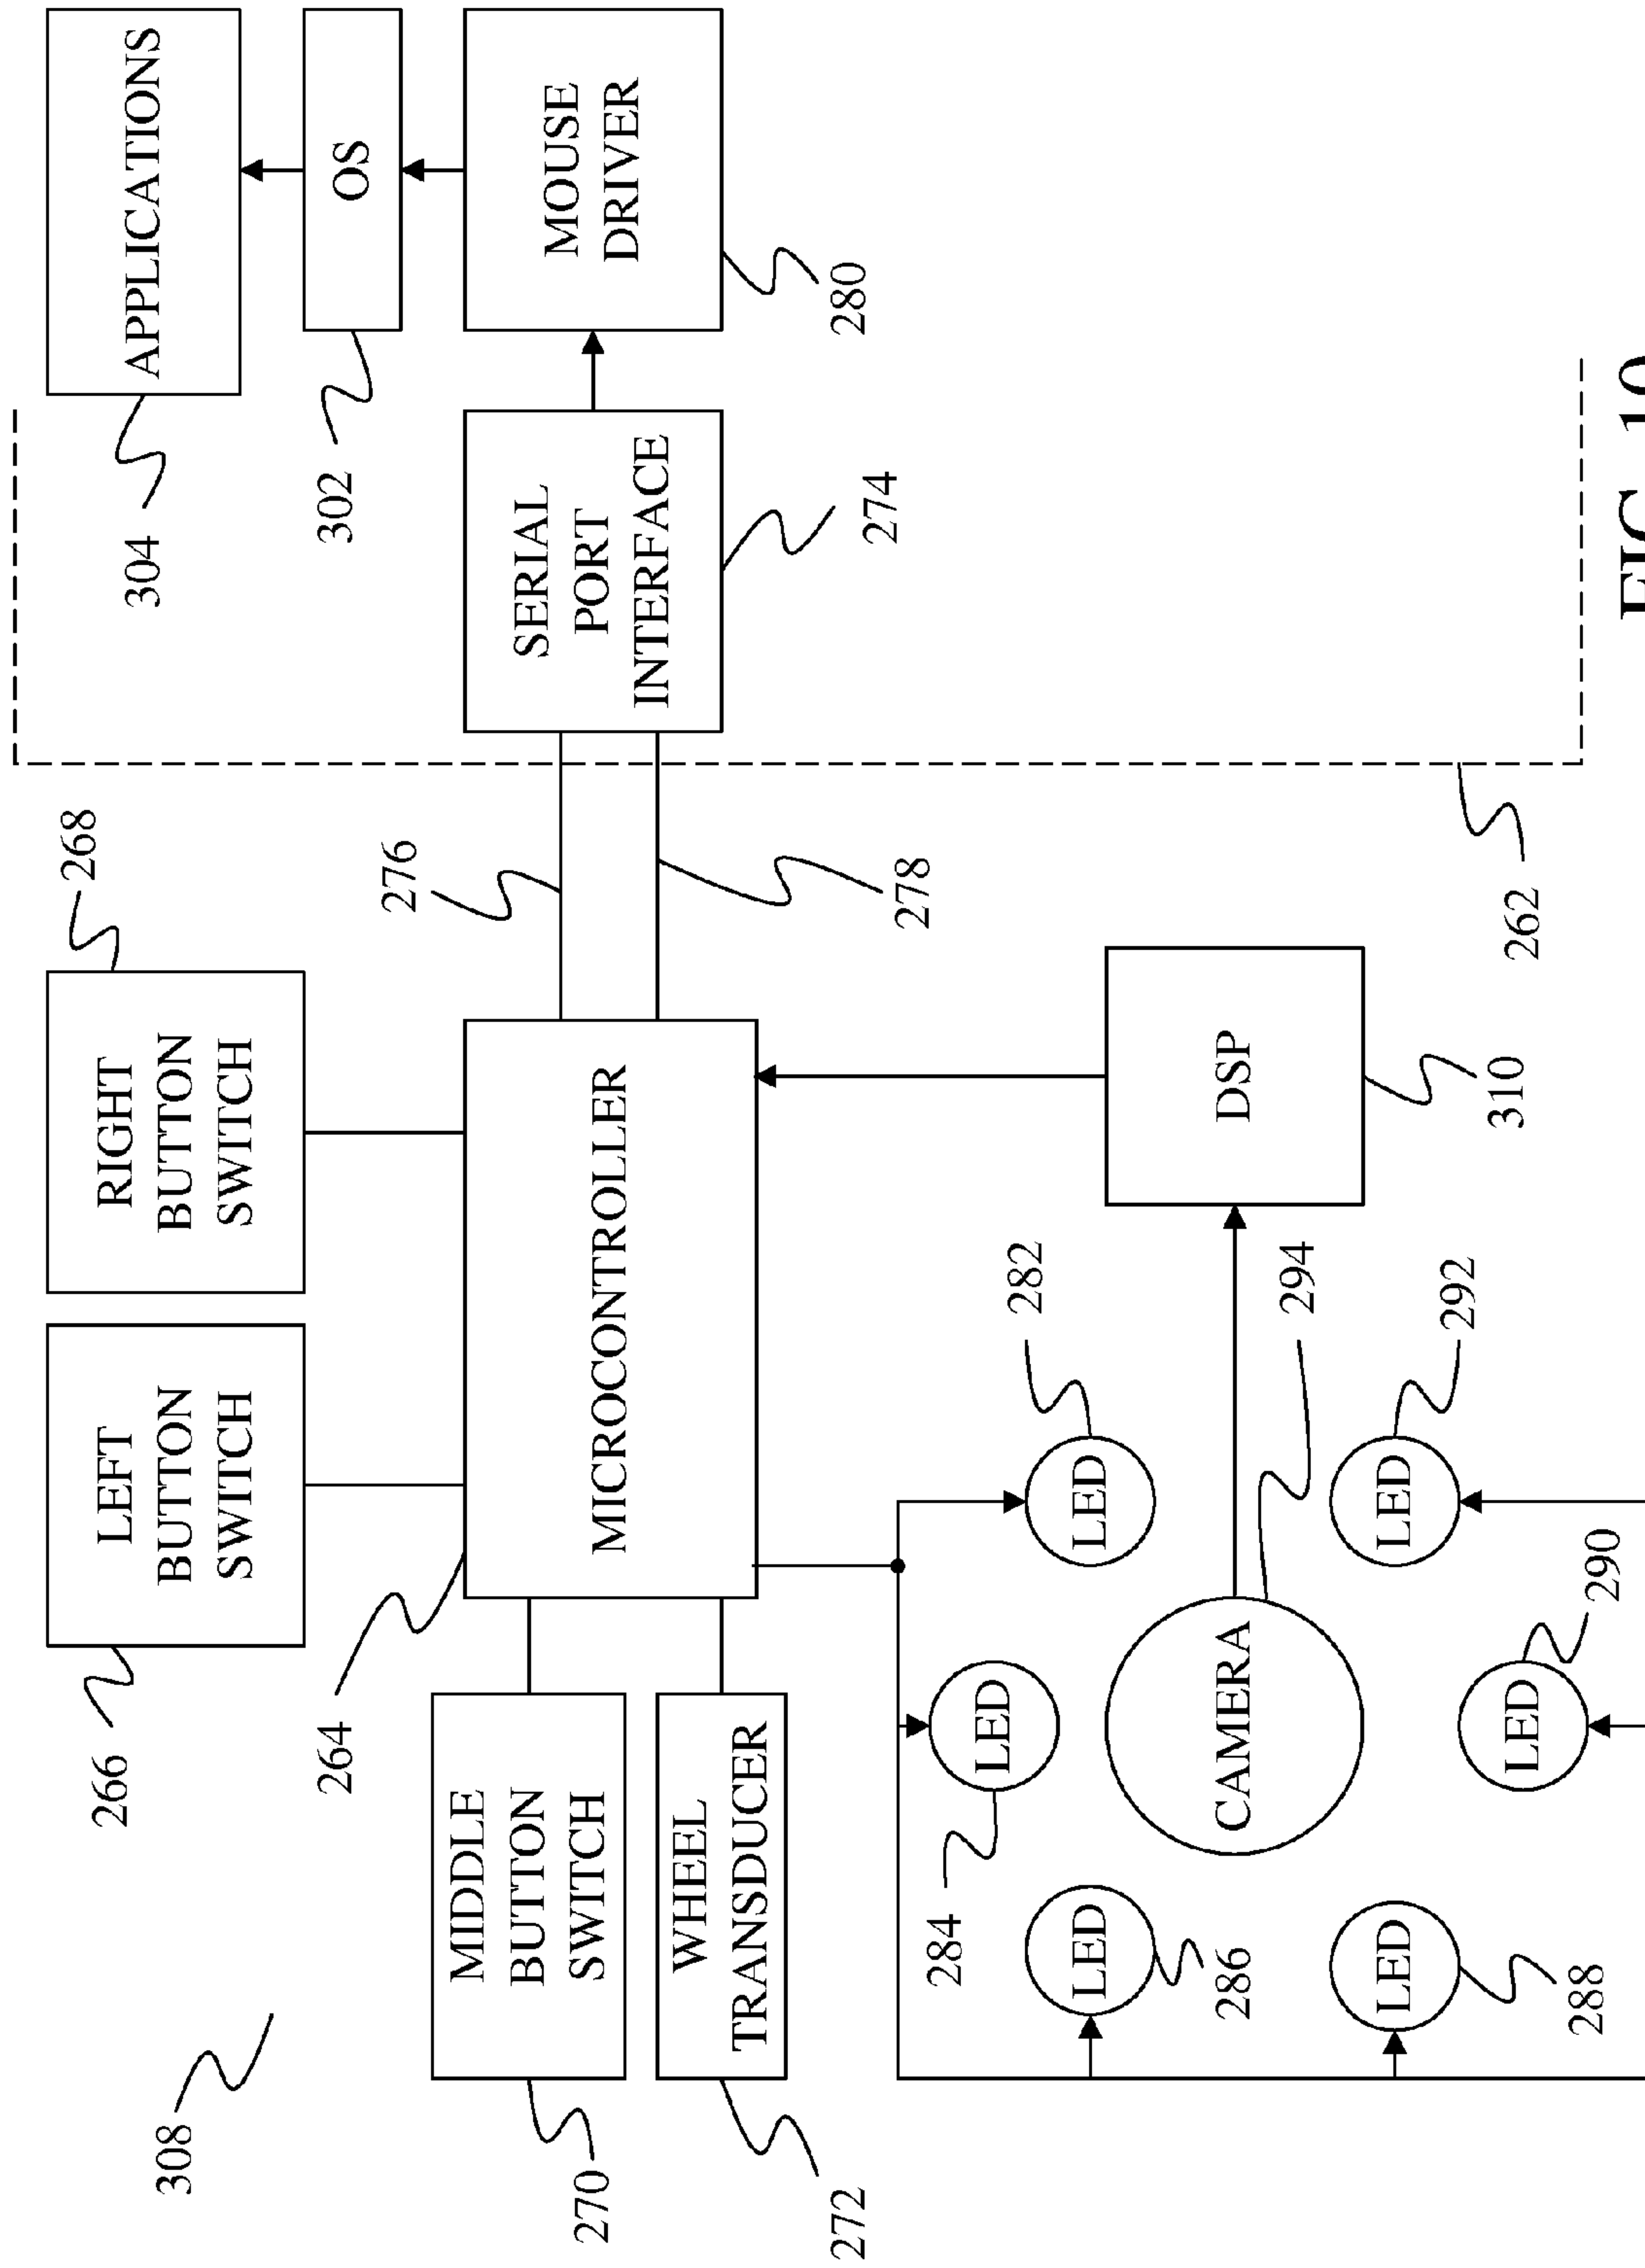 308
266
LEFT
BUTTON
SWITCH
RIGHT
BUTTON
SWITCH
268
304
APPLICATIONS
264
302
OS
270
MIDDLE
BUTTON
SWITCH
MICROCONTROLLER
276
SERIAL
PORT
INTERFACE
MOUSE
DRIVER
272
WHEEL
TRANSDUCER
278
274
280
284
LED
282
286
LED
LED
CAMERA
294
DSP
310
288
LED
LED
292
290
LED
262
FIG